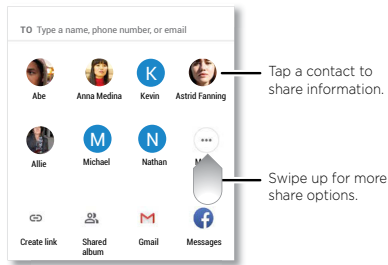 TO Type a name, phone number, or email
K
Abe Anna Medina Kevin Astrid Fanning
Tap a contact to
share information.
M N
Allie Michael Nathan
Swipe up for more
share options.
Create link Shared
album Gmail Messages